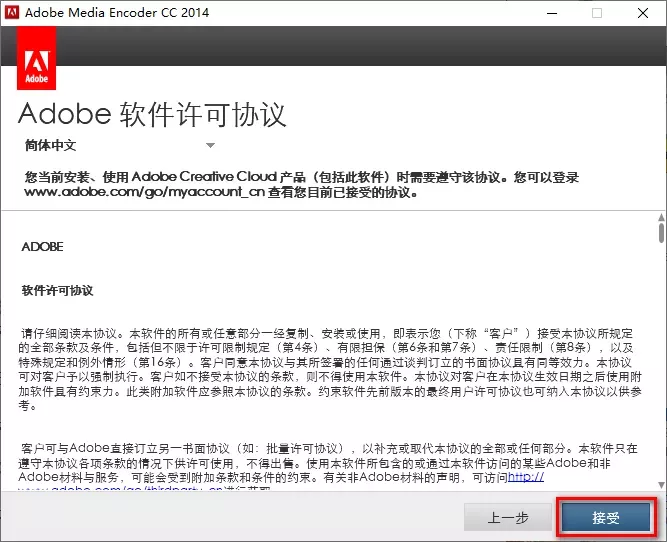 Adobe Media Encoder CC 2014
Adobe
Adobe 软件许可协议
简体中文
您当前安装、使用 Adobe Creative Cloud 产品（包括此软件）时需要遵守该协议。您可以登录
www.adobe.com/go/myaccount_cn 查看您目前已接受的协议。
ADOBE
软件许可协议
请仔细阅读本协议。本软件的所有或任意部分一经复制、安装或使用，即表示您（下称“客户”）接受本协议所规定
的全部条款及条件，包括但不限于许可限制规定（第4条）、有限担保（第6条和第7条）、责任限制（第8条），以及
特殊规定和例外情形（第16条）。客户同意本协议与其所签署的任何通过谈判订立的书面协议具有同等效力。本协议
可对客户予以强制执行。客户如不接受本协议的条款，则不得使用本软件。本协议对客户在本协议生效日期之后使用附
加软件具有约束力。此类附加软件应参照本协议的条款。约束软件先前版本的最终用户许可协议也可纳入本协议以供参
考。
客户可与Adobe直接订立另一书面协议（如：批量许可协议），以补充或取代本协议的全部或任何部分。本软件只在
遵守本协议各项条款的情况下供许可使用，不得出售。使用本软件所包含的或通过本软件访问的某些Adobe和非
Adobe材料与服务，可能会受到附加条款和条件的约束。有关非Adobe材料的声明，可访问http://
www.adobe.com/go/thirdparty_cn进行获取
上一步
接受